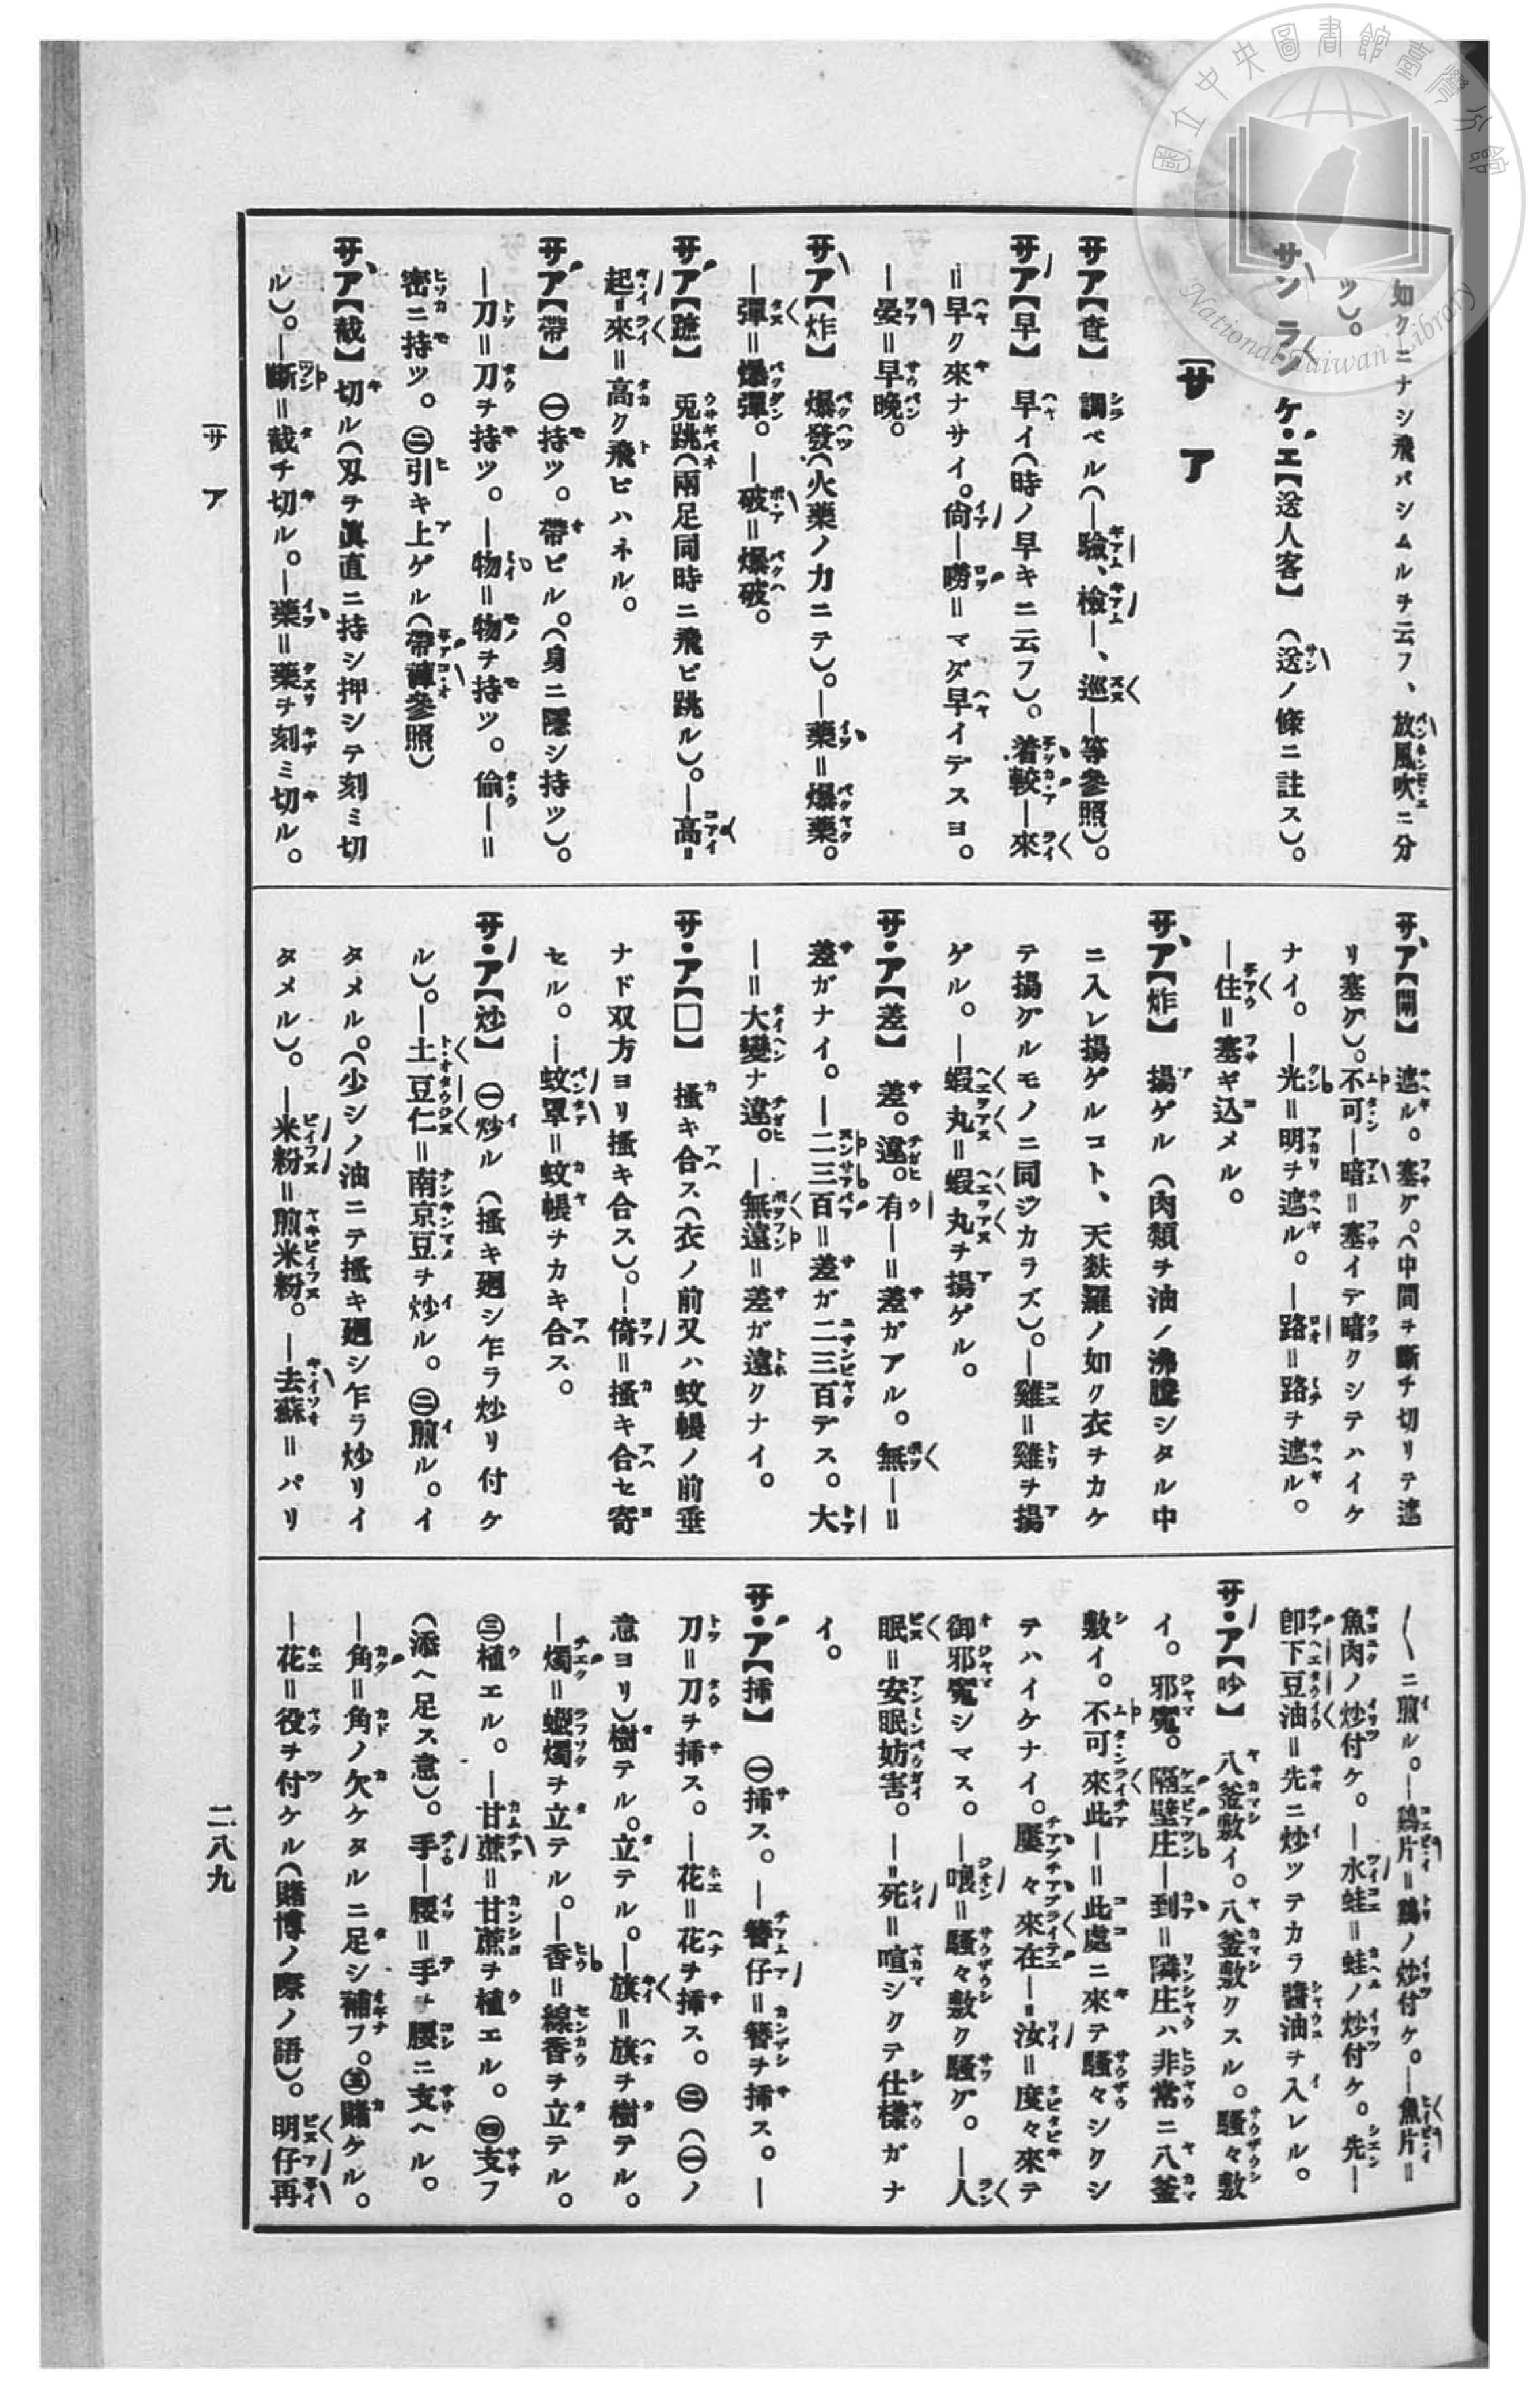 國立中央圖書館臺灣分館
National Taiwan Library
如クニナシ飛バシムルヲ云フ、放風吹ニ分
ツ)。
サンランケ・エ【送人客】(送ノ條ニ註ス)。
サア
サア【査】調ベル(―驗、檢―、巡―等參照)。
サア【早】早イ(時ノ早キニ云フ)。着較―來
＝早ク來ナサイ。尙―嘮＝マダ早イデスヨ。
―晏＝早晩。
サア【炸】爆發(火藥ノ力ニテ)。―藥＝爆藥。
―彈＝爆彈。―破＝爆破。
サア【蹠】兎跳(兩足同時ニ飛ビ跳ル)。―高＝
起＝來＝高ク飛ビハネル。
サア【帶】㊀持ツ。帶ビル。(身ニ隱シ持ツ)。
―刀＝刀ヲ持ツ。―物＝物ヲ持ツ。偷―＝
密ニ持ツ。㊁引キ上ゲル(帶褲參照)
サア【截】切ル(刄ヲ眞直ニ持シ押シテ刻ミ切
ル)。―斷＝截チ切ル。―藥＝藥ヲ刻ミ切ル。
サア【閘】遮ル。塞グ。(中間ヲ斷チ切リテ遮
リ塞グ)。不可―暗＝塞イデ暗クシテハイケ
ナイ。―光＝明ヲ遮ル。―路＝路ヲ遮ル。
―住＝塞ギ込メル。
サア【炸】揚ゲル(肉類ヲ油ノ沸騰シタル中
ニ入レ揚ゲルコト、天麩羅ノ如ク衣ヲカケ
テ揚グルモノニ同ジカラズ)。―雞＝雞ヲ揚
ゲル。―蝦丸＝蝦丸ヲ揚ゲル。
サ・ア【差】差。違。有―＝差ガアル。無―＝
差ガナイ。―二三百＝差ガ二三百デス。大
―＝大變ナ違。―無遠＝差ガ遠クナイ。
サ・ア【□】搔キ合ス(衣ノ前又ハ蚊帳ノ前垂
ナド双方ヨリ搔キ合ス)。―倚＝搔キ合セ寄
セル。―蚊罩＝蚊帳ヲカキ合ス。
サ・ア【炒】㊀炒ル(搔キ廻シ乍ラ炒リ付ケ
ル)。―土豆仁＝南京豆ヲ炒ル。㊁煎ル。イ
タメル。(少シノ油ニテ搔キ廻シ乍ラ炒リイ
タメル)。―米粉＝煎米粉。―去蘇＝パリ
〱ニ煎ル。―鷄片＝鷄ノ炒付ケ。―魚片＝
魚肉ノ炒付ケ。―水蛙＝蛙ノ炒付ケ。先―
卽下豆油＝先ニ炒ツテカラ醬油ヲ入レル。
サ・ア【吵】八釜敷イ。八釜敷クスル。騷々敷
イ。邪魔。隔壁庄―到＝隣庄ハ非常ニ八釜
敷イ。不可來此―＝此處ニ來テ騷々シクシ
テハイケナイ。屢々來在―＝汝＝度々來テ
御邪魔シマス。―喂＝騷々敷ク騷グ。―人
眠＝安眠妨害。―＝死＝喧シクテ仕樣ガナ
イ。
サ・ア【揷】㊀揷ス。―簪仔＝簪ヲ揷ス。―
刀＝刀ヲ揷ス。―花＝花ヲ揷ス。㊁(㊀ノ
意ヨリ)樹テル。立テル。―旗＝旗ヲ樹テル。
―燭＝蠟燭ヲ立テル。―香＝線香ヲ立テル。
㊂植エル。―甘蔗＝甘蔗ヲ植エル。㊃支フ
(添ヘ足ス意)。手―腰＝手ヲ腰ニ支ヘル。
―角＝角ノ欠ケタルニ足シ補フ。㊄賭ケル。
―花＝役ヲ付ケル(賭博ノ際ノ語)。明仔再
サア
二八九